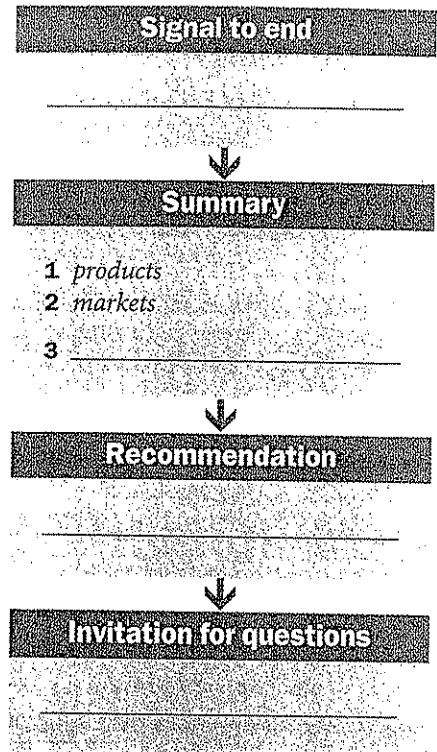 Signal to end
Summary
1 products
2 markets
3
Recommendation
Invitation for questions